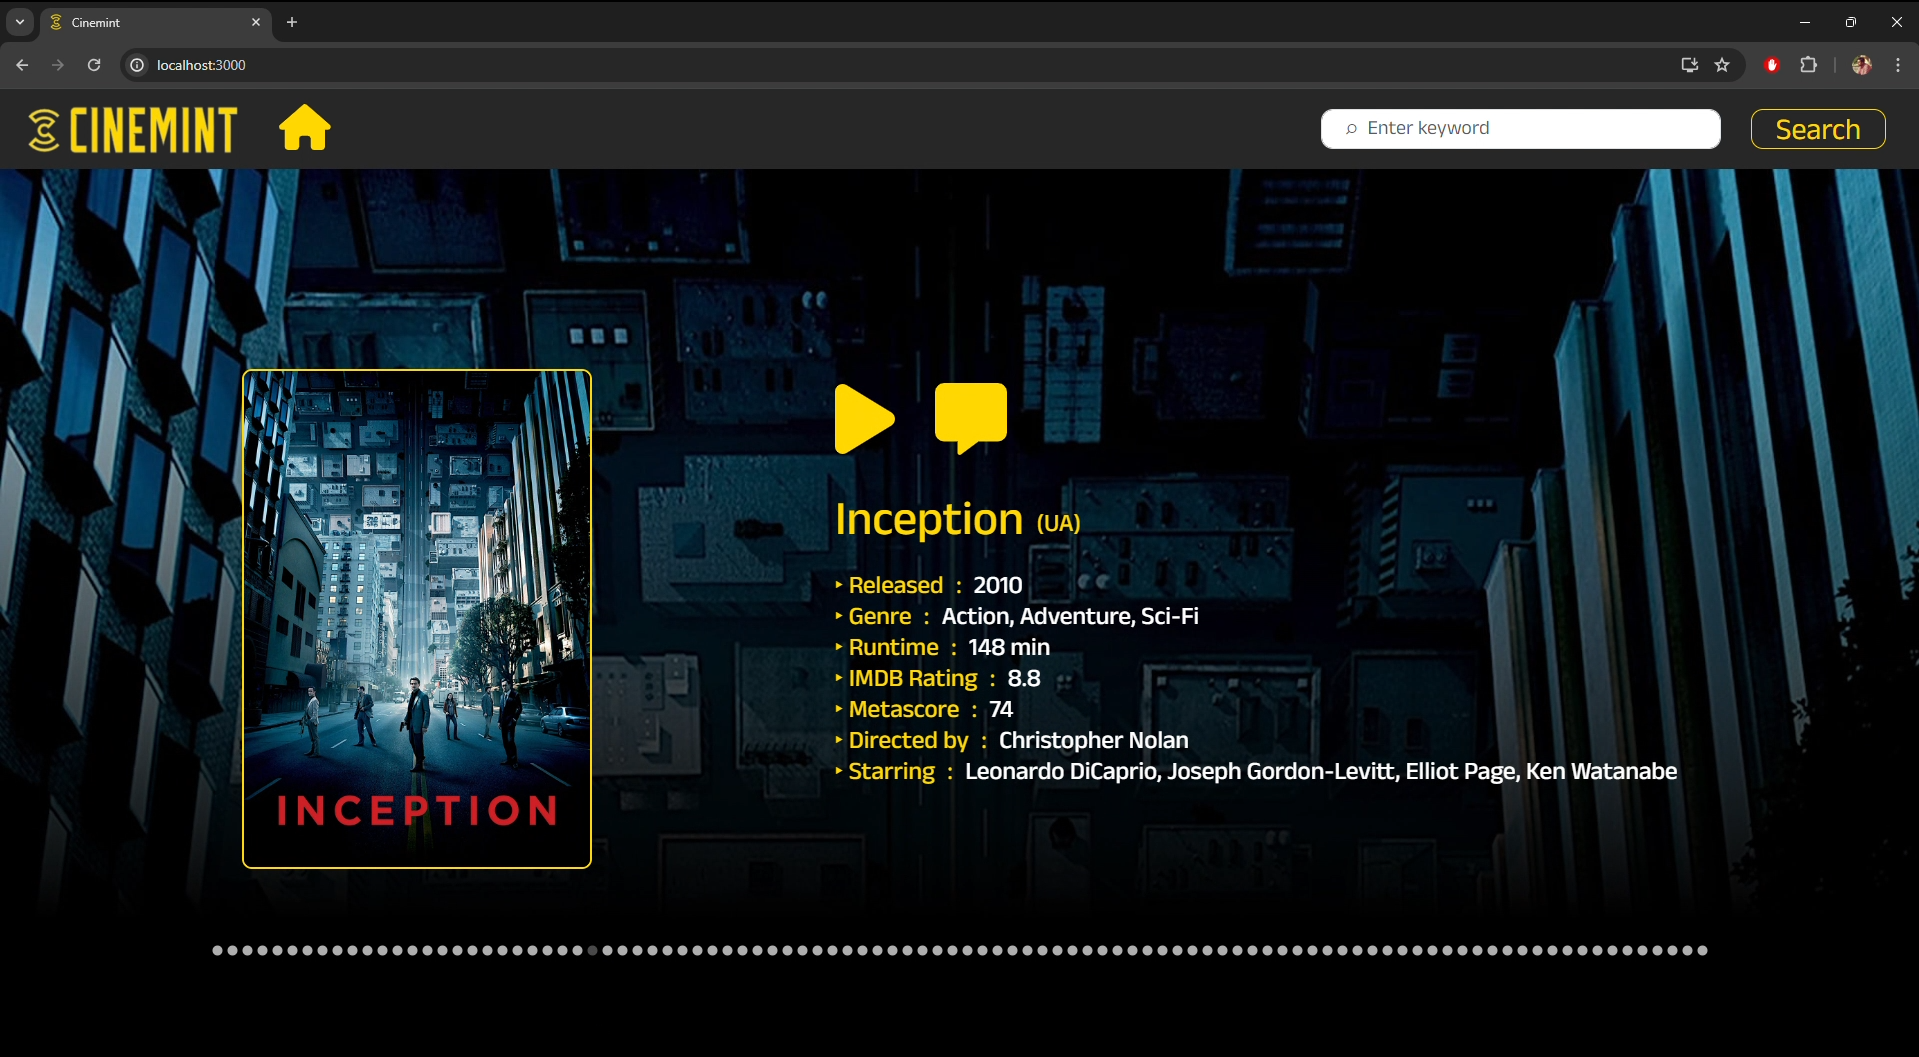 Cinemint
localhost:3000
CINEMINT
Enter keyword
Search
Inception (UA)
‣ Released : 2010
‣ Genre : Action, Adventure, Sci-Fi
‣ Runtime : 148 min
‣ IMDB Rating : 8.8
‣ Metascore : 74
‣ Directed by : Christopher Nolan
‣ Starring : Leonardo DiCaprio, Joseph Gordon-Levitt, Elliot Page, Ken Watanabe
INCEPTION